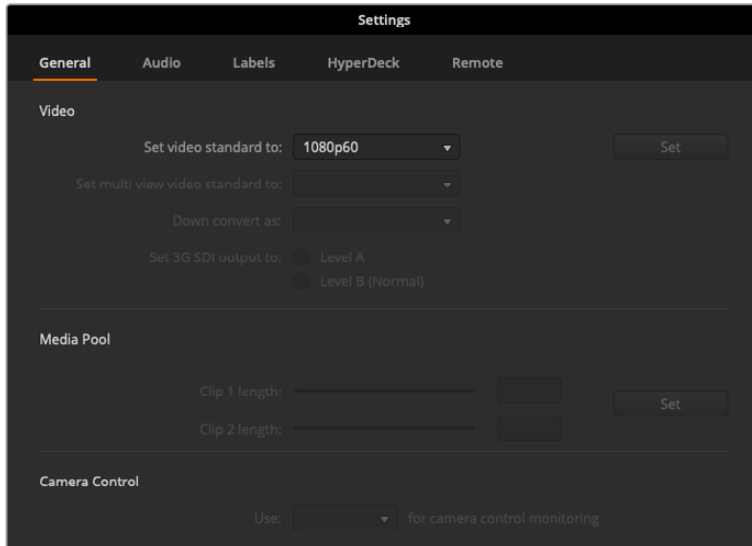 Settings
General Audio Labels HyperDeck Remote
Video
Set video standard to: 1080p60 Set
Set multi view video standard to:
Down convert as:
Set 3G SDI output to: Level A
Level B (Normal)
Media Pool
Clip 1 length:
Set
Clip 2 length:
Camera Control
Use: for camera control monitoring